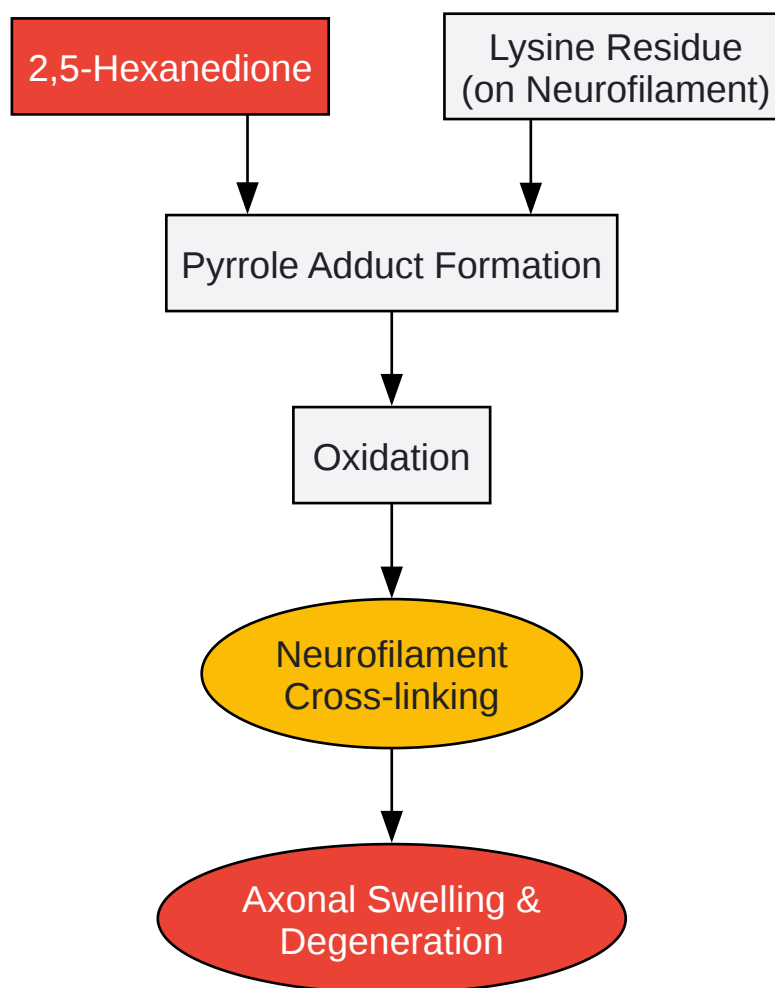 2,5-Hexanedione
Lysine Residue
(on Neurofilament)
Pyrrole Adduct Formation
Oxidation
Neurofilament
Cross-linking
Axonal Swelling &
Degeneration